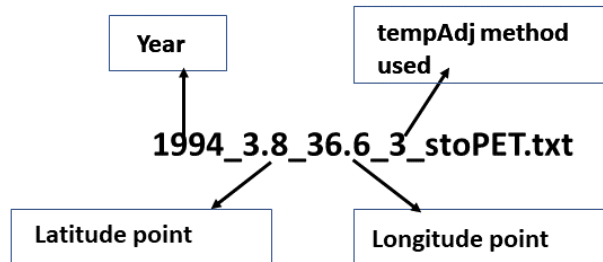 Year
tempAdj method
used
1994_3.8_36.6_3_stoPET.txt
Latitude point
Longitude point